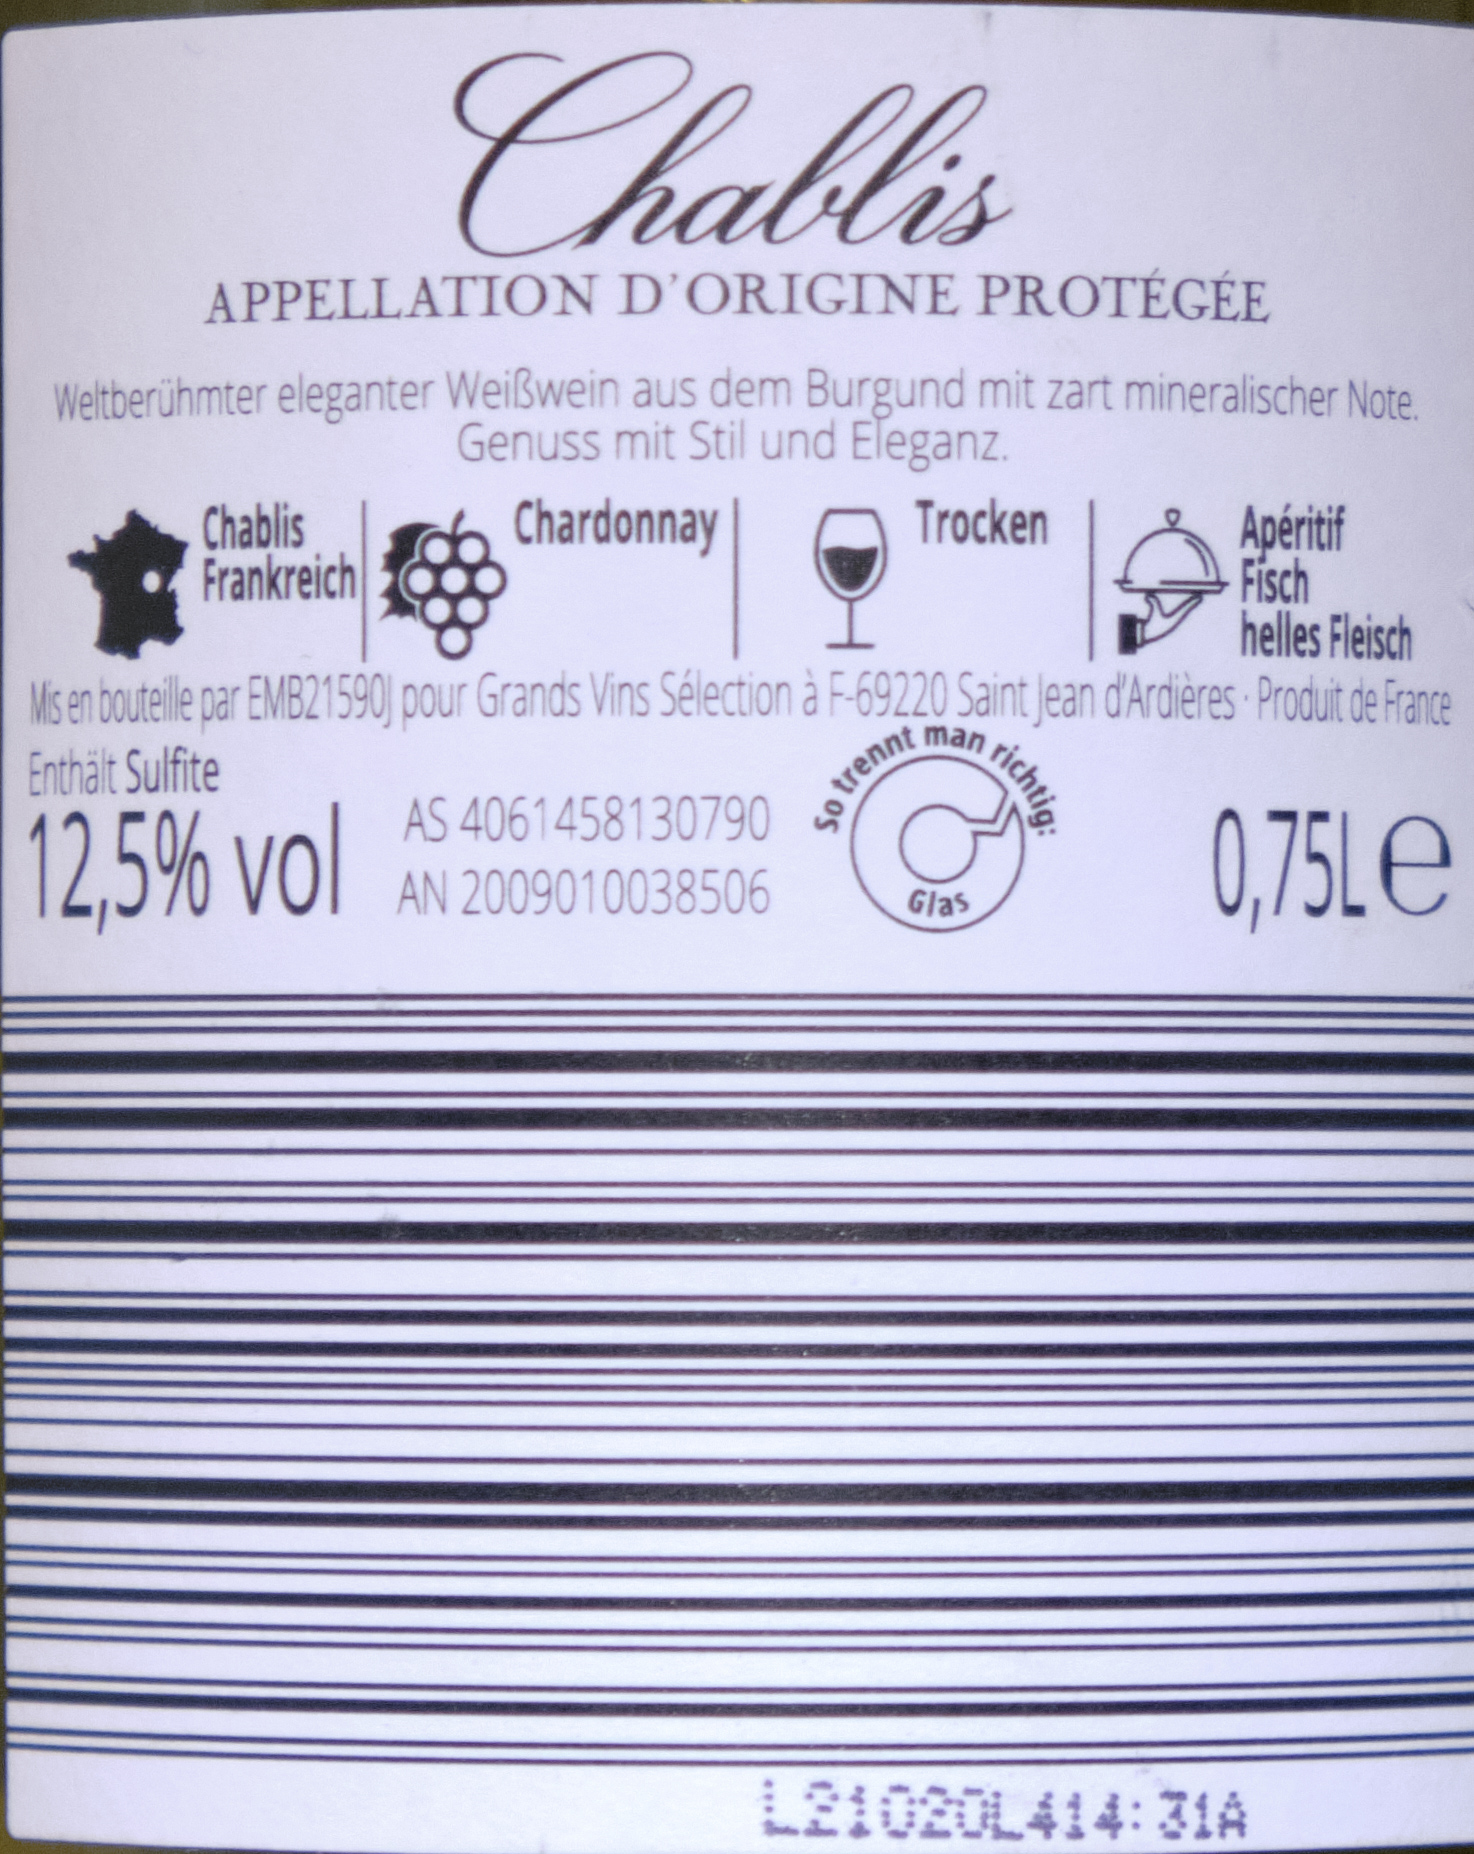 Chablis
APPELLATION D'ORIGINE PROTÉGÉE
Weltberühmter eleganter Weißwein aus dem Burgund mit zart mineralischer Note.
Genuss mit Stil und Eleganz.
Chablis
Frankreich
Chardonnay
Trocken
Apéritif
Fisch
helles Fleisch
Mis en bouteille par EMB21590J pour Grands Vins Sélection à F-69220 Saint Jean d'Ardières · Produit de France
Enthält Sulfite
12,5% vol
AS 4061458130790
AN 2009010038506
So trennt man richtig:
Glas
0,75L e